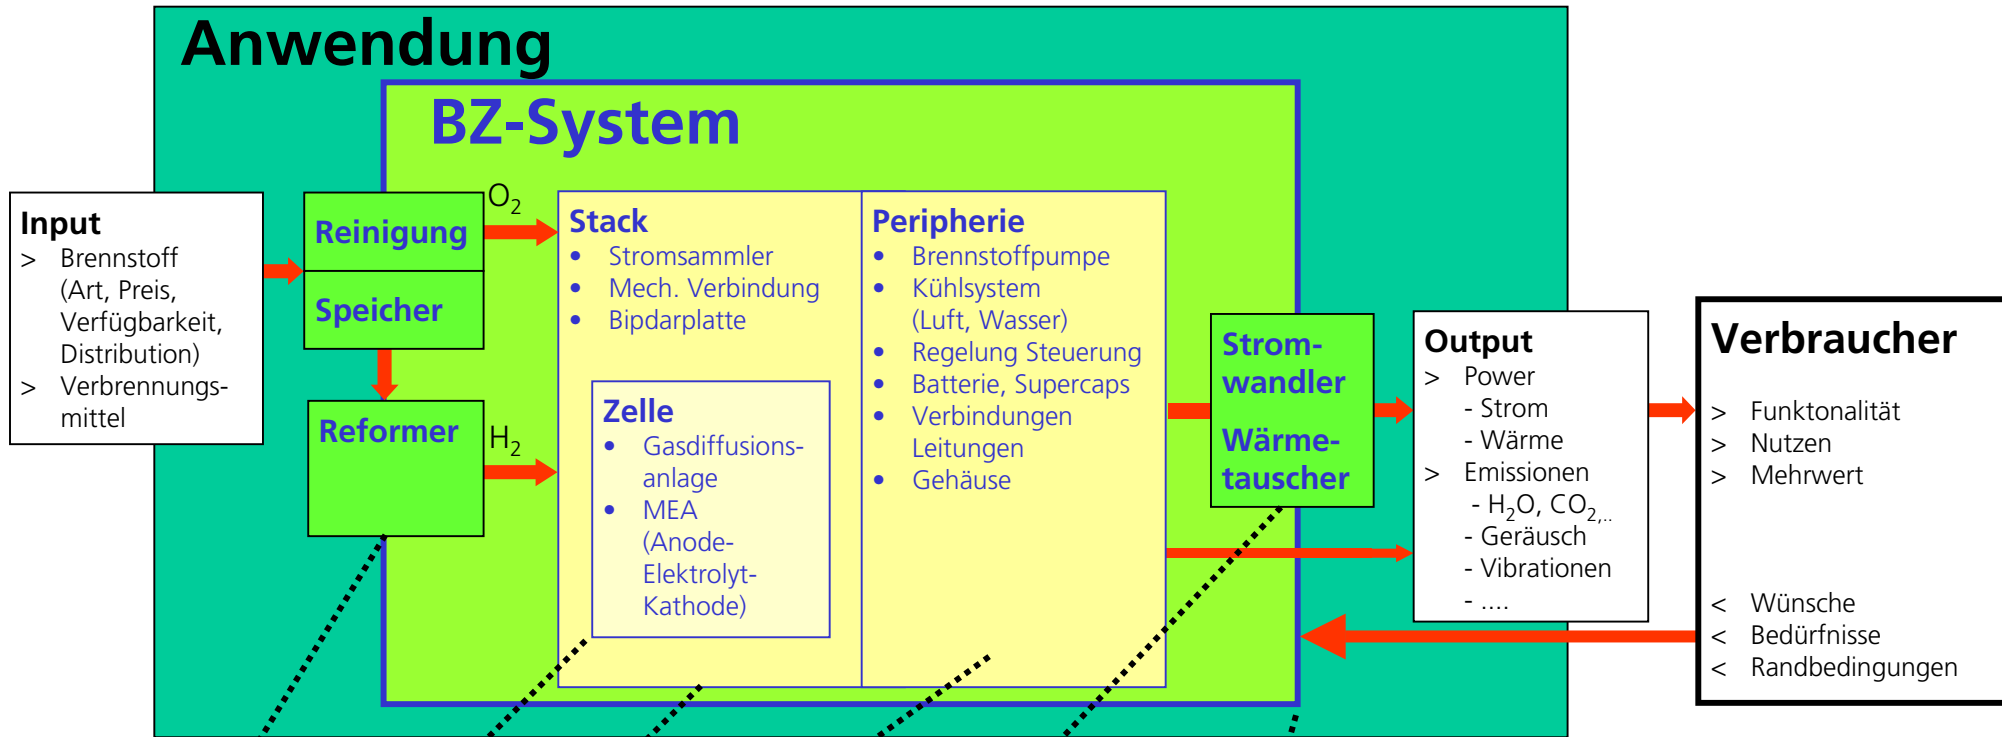 Anwendung
BZ-System
Input
> Brennstoff
(Art, Preis,
Verfügbarkeit,
Distribution)
> Verbrennungs-
mittel
Reinigung
Speicher
Reformer
O2
H2
Stack
• Stromsammler
• Mech. Verbindung
• Bipdarplatte
Zelle
• Gasdiffusions-
anlage
• MEA
(Anode-
Elektrolyt-
Kathode)
Peripherie
• Brennstoffpumpe
• Kühlsystem
(Luft, Wasser)
• Regelung Steuerung
• Batterie, Supercaps
• Verbindungen
Leitungen
• Gehäuse
Strom-
wandler
Wärme-
tauscher
Output
> Power
- Strom
- Wärme
> Emissionen
- H2O, CO2,..
- Geräusch
- Vibrationen
- ....
Verbraucher
> Funktonalität
> Nutzen
> Mehrwert
< Wünsche
< Bedürfnisse
< Randbedingungen